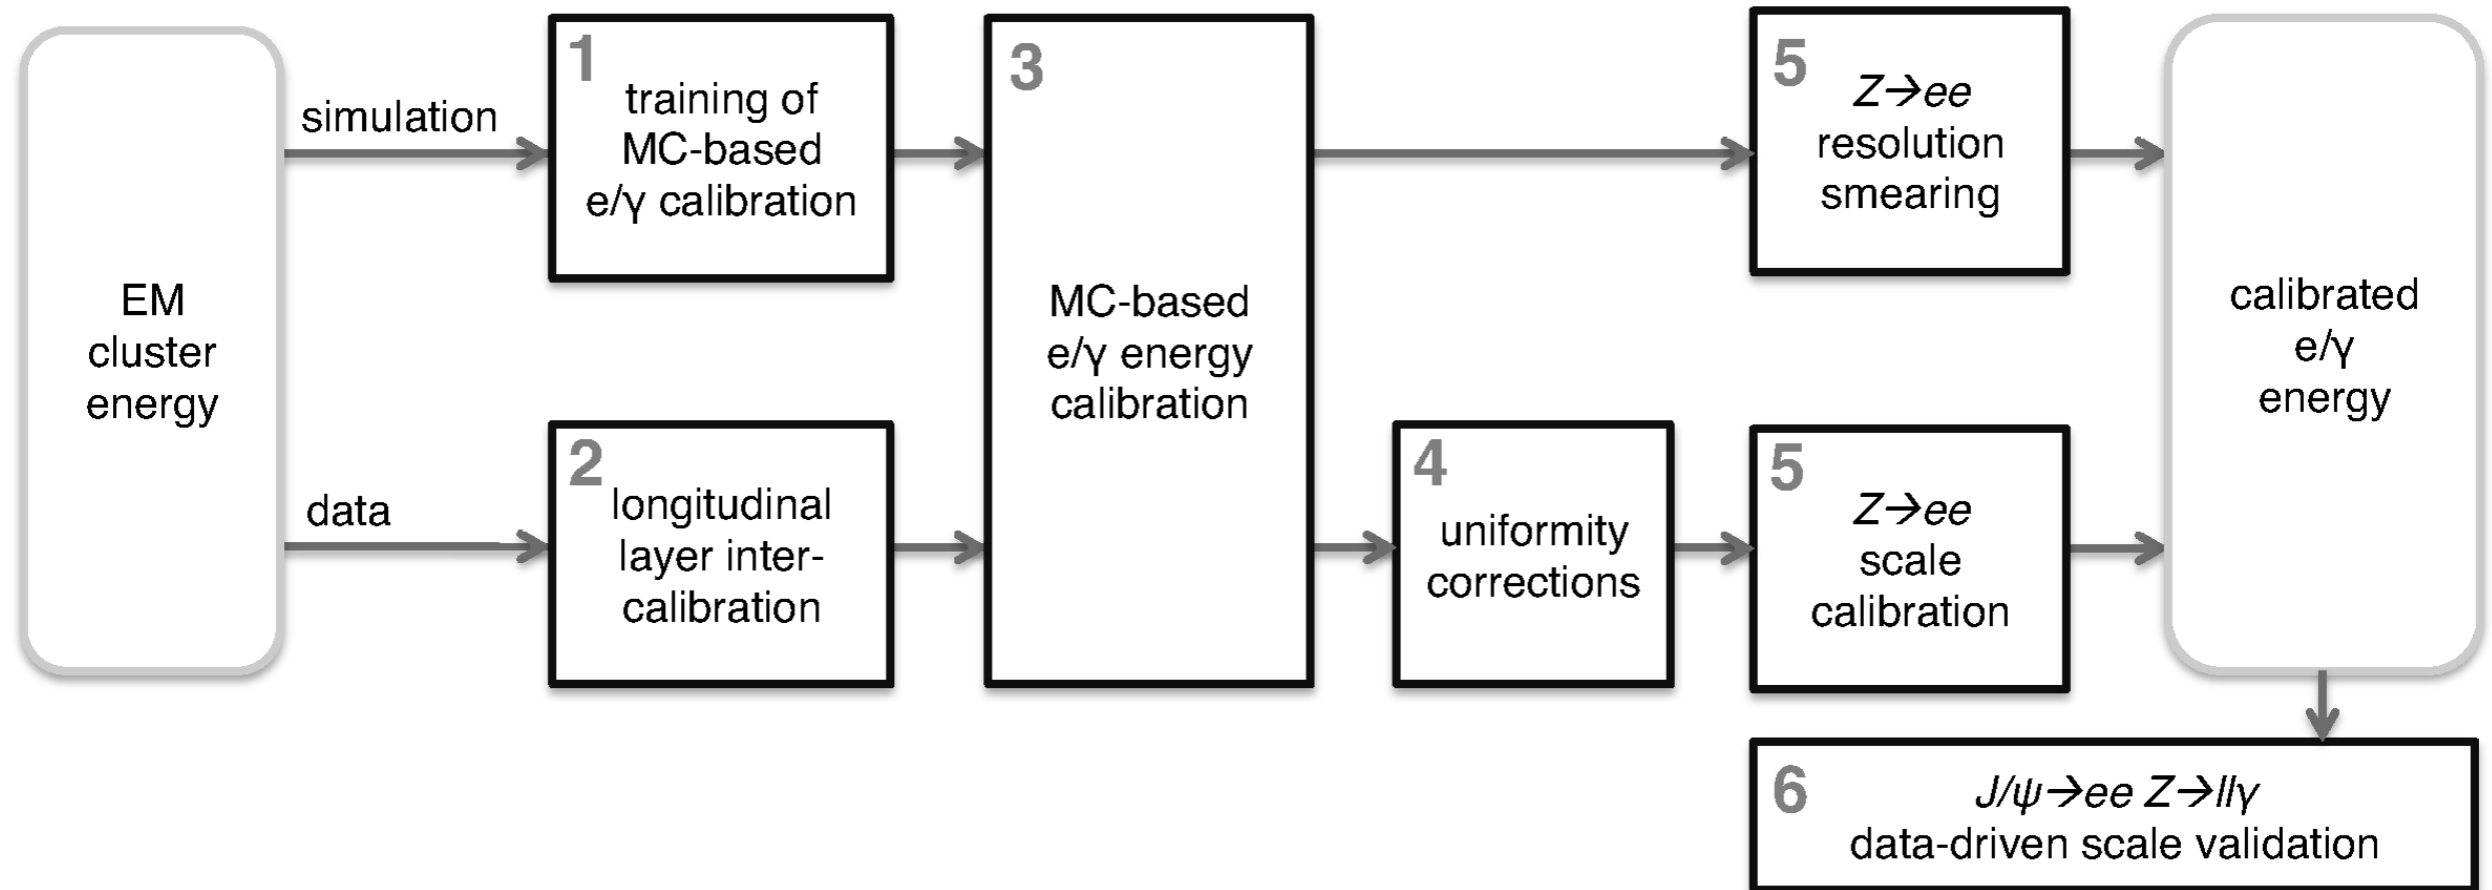 EM
cluster
energy
simulation
data
1
training of
MC-based
e/γ calibration
2
longitudinal
layer inter-
calibration
3
MC-based
e/γ energy
calibration
4
uniformity
corrections
5
Z→ee
resolution
smearing
5
Z→ee
scale
calibration
calibrated
e/γ
energy
6
J/ψ→ee Z→llγ
data-driven scale validation